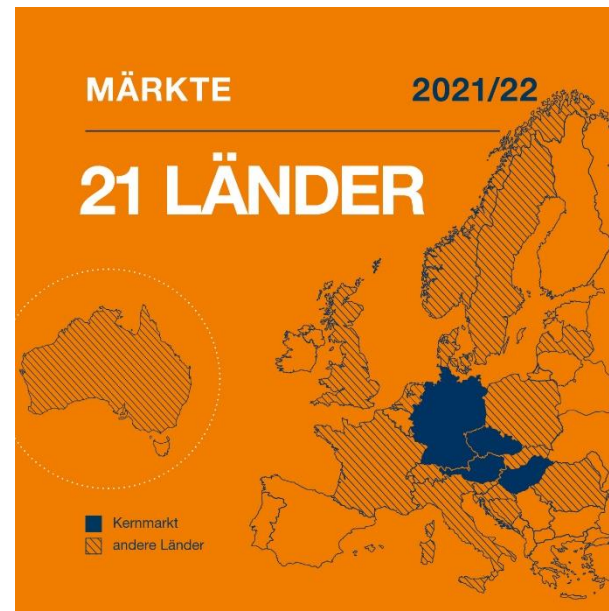 MÄRKTE
2021/22
21 LÄNDER
Kernmarkt
andere Länder